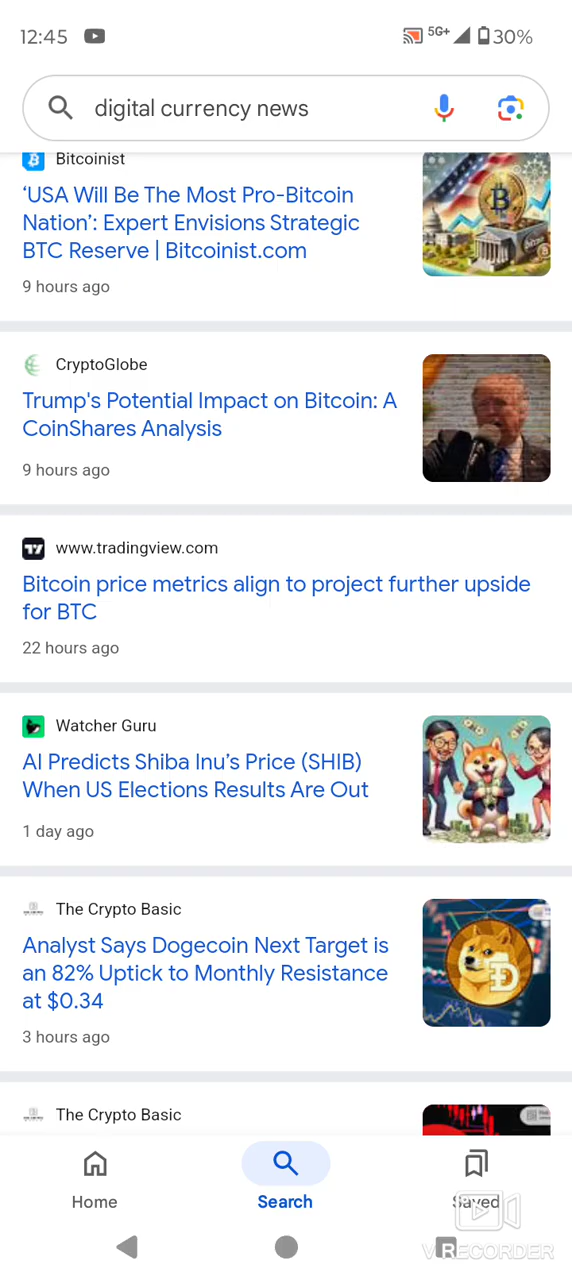 12:45
5G+
30%
digital currency news
Bitcoinist
‘USA Will Be The Most Pro-Bitcoin
Nation’: Expert Envisions Strategic
BTC Reserve | Bitcoinist.com
9 hours ago
CryptoGlobe
Trump's Potential Impact on Bitcoin: A
CoinShares Analysis
9 hours ago
www.tradingview.com
Bitcoin price metrics align to project further upside
for BTC
22 hours ago
Watcher Guru
AI Predicts Shiba Inu’s Price (SHIB)
When US Elections Results Are Out
1 day ago
The Crypto Basic
Analyst Says Dogecoin Next Target is
an 82% Uptick to Monthly Resistance
at $0.34
3 hours ago
The Crypto Basic
Home
Search
Saved
VRECORDER